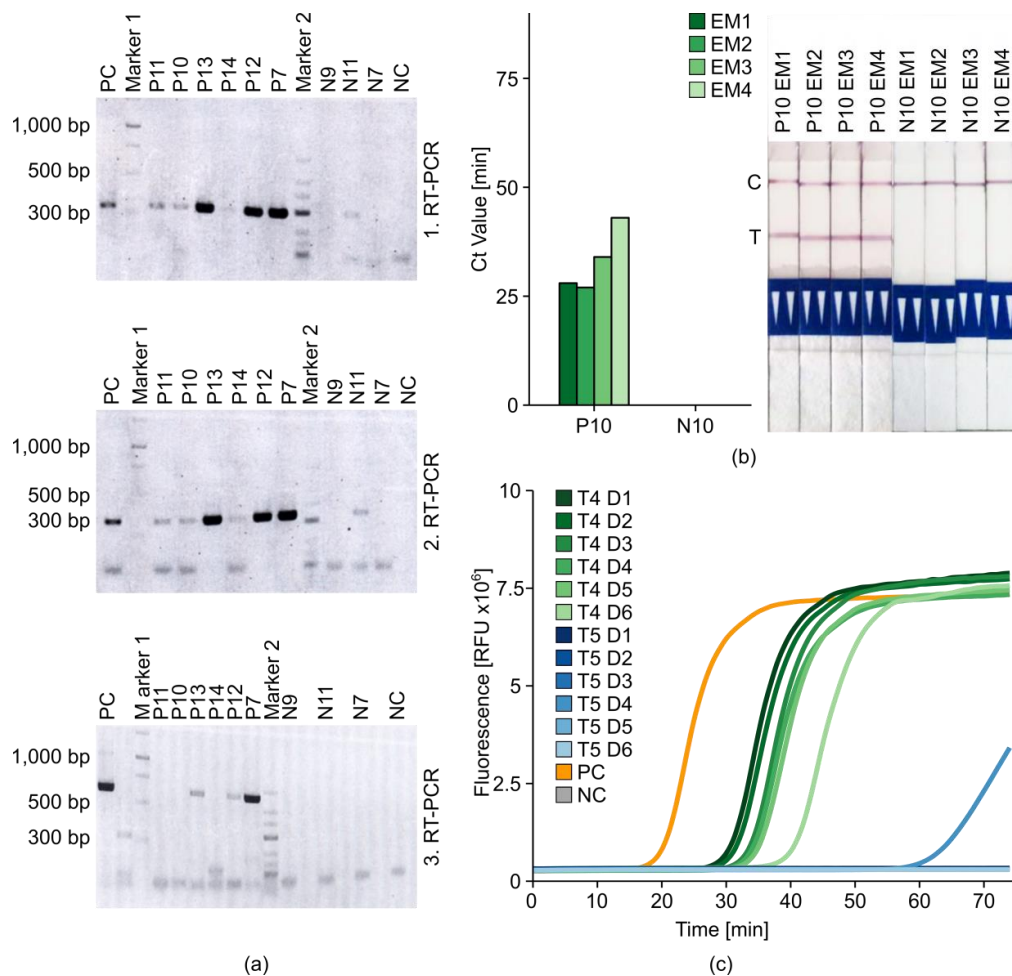 PC
Marker 1
P11
P10
P13
P14
P12
P7
Marker 2
N9
N11
N7
NC
1,000 bp
500 bp
300 bp
1. RT-PCR
PC
Marker 1
P11
P10
P13
P14
P12
P7
Marker 2
N9
N11
N7
NC
1,000 bp
500 bp
300 bp
2. RT-PCR
PC
Marker 1
P11
P10
P13
P14
P12
P7
Marker 2
N9
N11
N7
NC
1,000 bp
500 bp
300 bp
3. RT-PCR
(a)
EM1
EM2
EM3
EM4
75
50
25
0
Ct Value [min]
P10
N10
P10 EM1
P10 EM2
P10 EM3
P10 EM4
N10 EM1
N10 EM2
N10 EM3
N10 EM4
C
T
(b)
10
7.5
5
2.5
0
Fluorescence [RFU x10⁶]
T4 D1
T4 D2
T4 D3
T4 D4
T4 D5
T4 D6
T5 D1
T5 D2
T5 D3
T5 D4
T5 D5
T5 D6
PC
NC
0
10
20
30
40
50
60
70
Time [min]
(c)